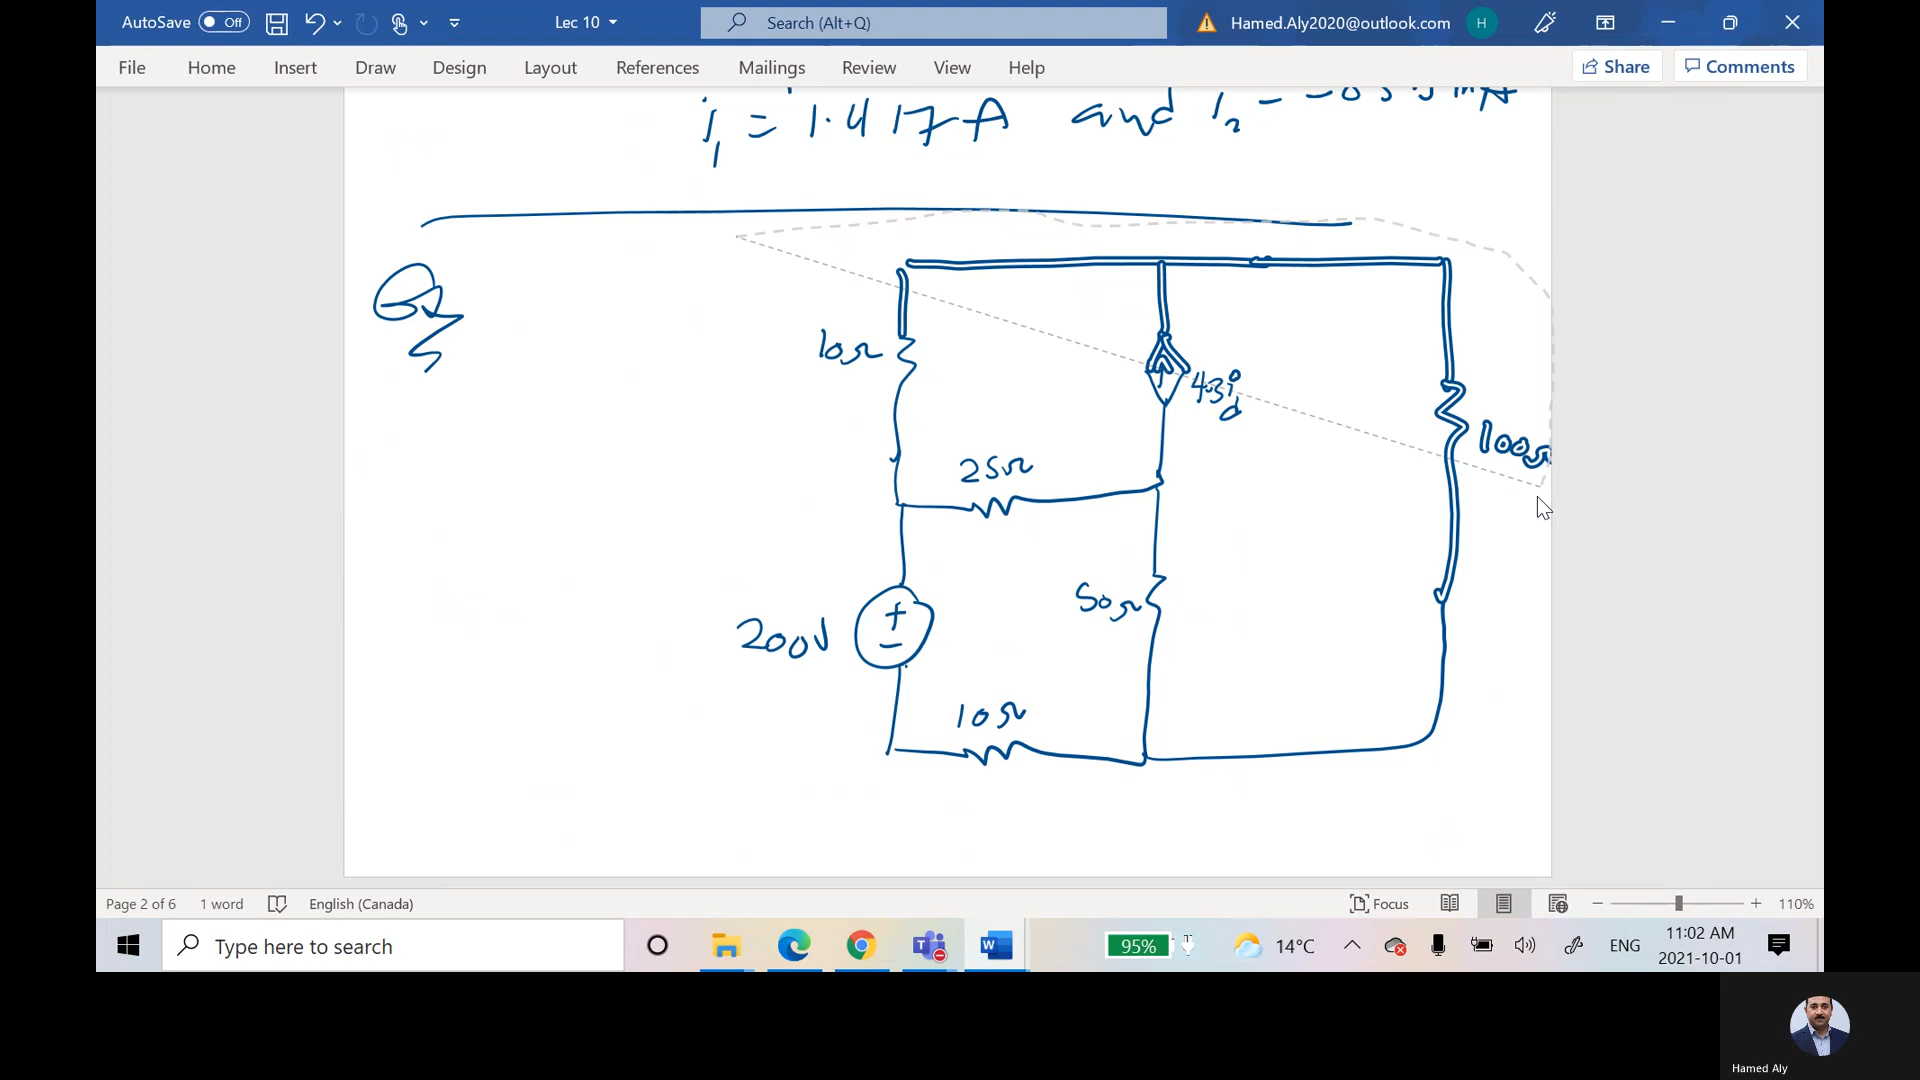 AutoSave Off Lec 10 Search (Alt+Q) Hamed.Aly2020@outlook.com H
File Home Insert Draw Design Layout References Mailings Review View Help Share Comments
i1 = 1.417A and i2 =
10Ω
43id
100Ω
25Ω
50Ω
200V
+
−
10Ω
Page 2 of 6 1 word English (Canada) Focus 110%
Type here to search 95% 14°C ENG 11:02 AM
2021-10-01
Hamed Aly